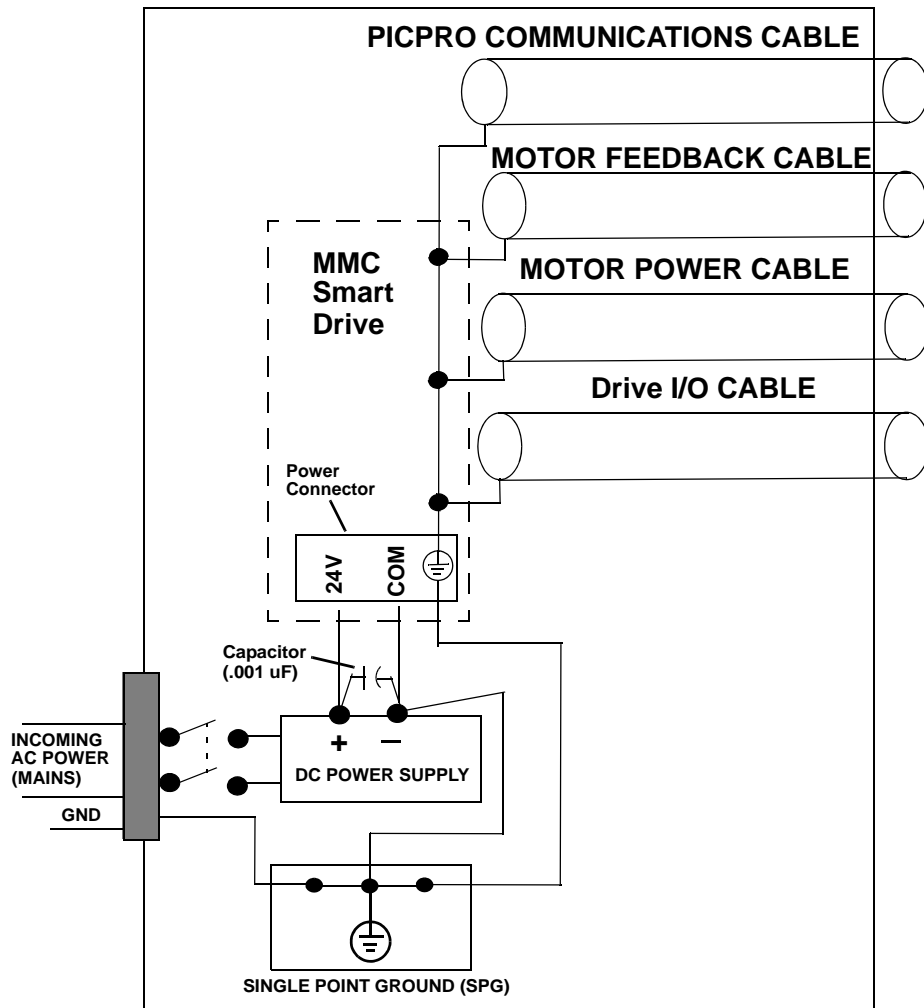 PICPRO COMMUNICATIONS CABLE
MOTOR FEEDBACK CABLE
MMC
Smart
Drive
MOTOR POWER CABLE
Drive I/O CABLE
Power
Connector
24V
COM
Capacitor
(.001 uF)
INCOMING
AC POWER
(MAINS)
GND
+ –
DC POWER SUPPLY
SINGLE POINT GROUND (SPG)